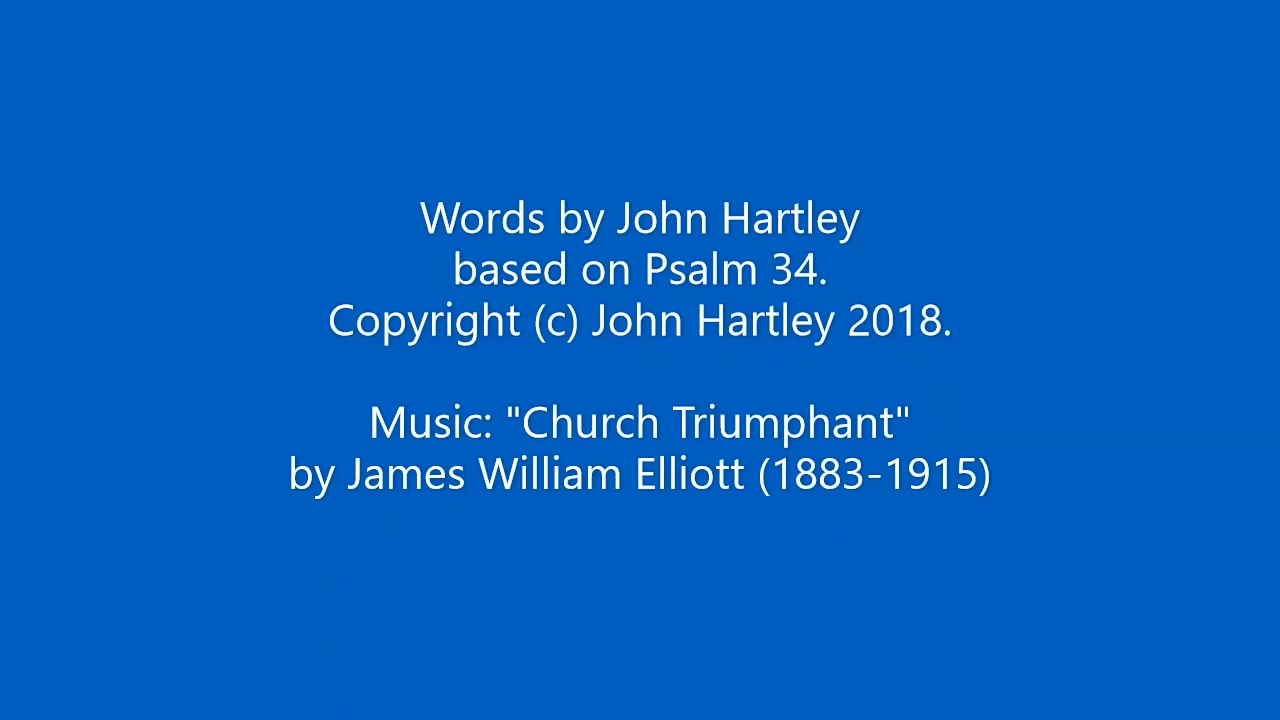 Words by John Hartley
based on Psalm 34.
Copyright (c) John Hartley 2018.
Music: "Church Triumphant"
by James William Elliott (1883-1915)